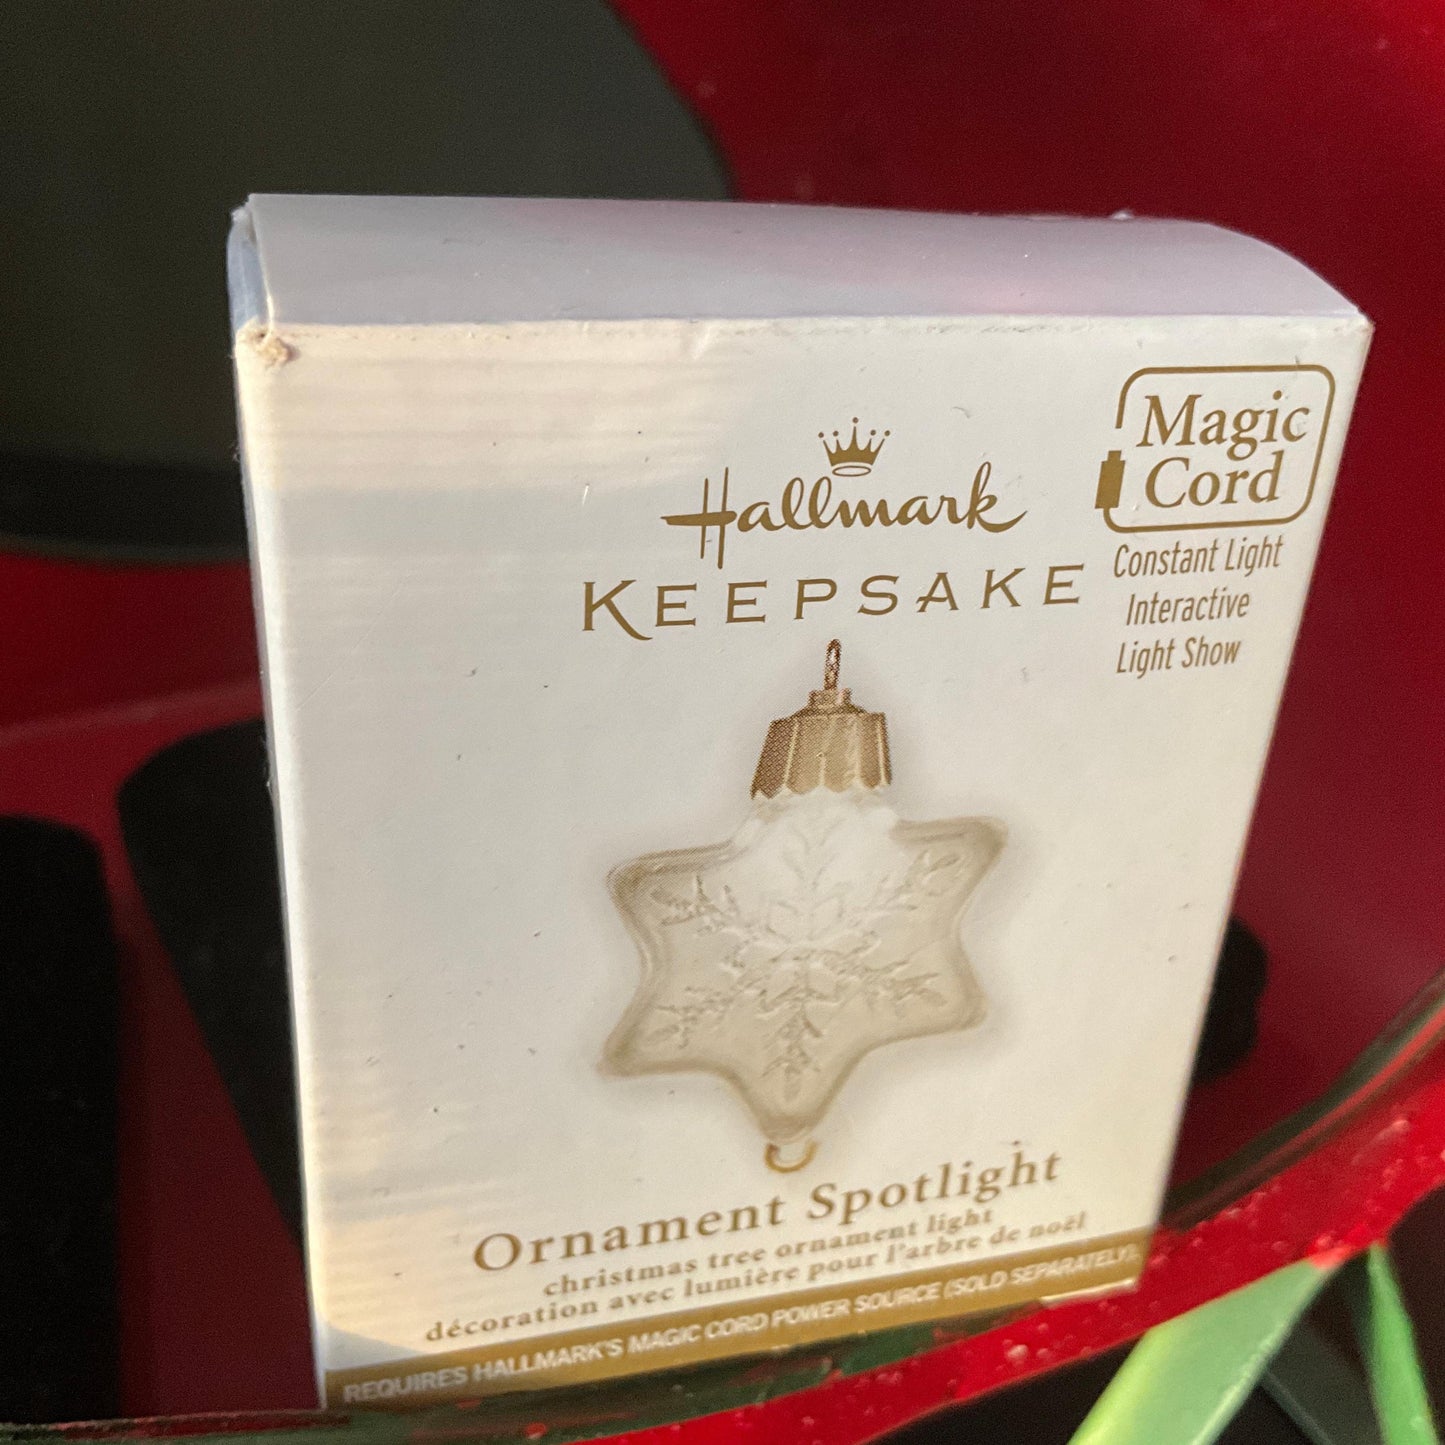 Hallmark
KEEPSAKE
Magic
Cord
Constant Light
Interactive
Light Show
Ornament Spotlight
christmas tree ornament light
décoration avec lumière pour l'arbre de noël
REQUIRES HALLMARK'S MAGIC CORD POWER SOURCE (SOLD SEPARATELY).